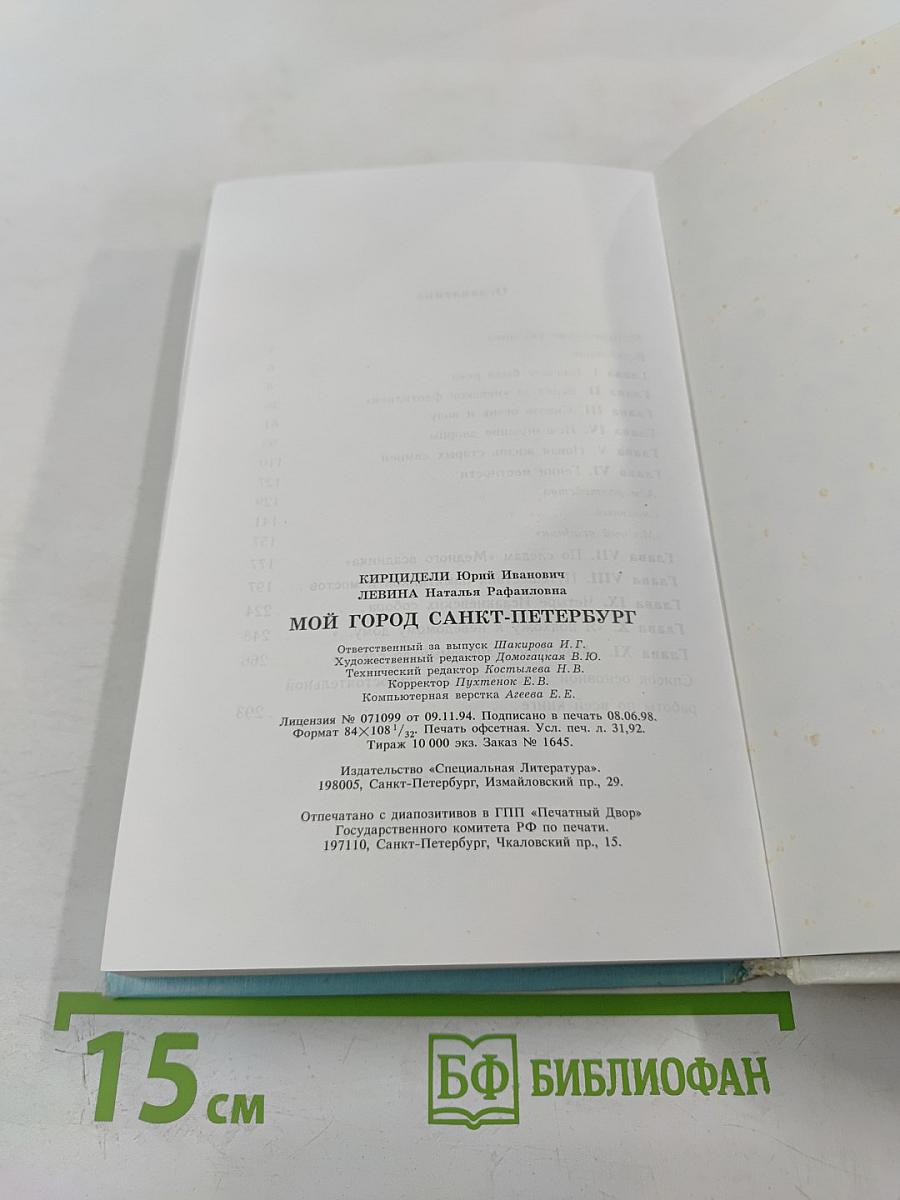 КИРЦИДЕЛИ Юрий Иванович
ЛЕВИНА Наталья Рафаиловна
МОЙ ГОРОД САНКТ-ПЕТЕРБУРГ
Ответственный за выпуск Шакирова И. Г.
Художественный редактор Домогацкая В. Ю.
Технический редактор Костылева Н. В.
Корректор Пухтенок Е. В.
Компьютерная верстка Агеева Е. Е.
Лицензия № 071099 от 09.11.94. Подписано в печать 08.06.98.
Формат 84×108 1/32. Печать офсетная. Усл. печ. л. 31,92.
Тираж 10 000 экз. Заказ № 1645.
Издательство «Специальная Литература».
198005, Санкт-Петербург, Измайловский пр., 29.
Отпечатано с диапозитивов в ГПП «Печатный Двор»
Государственного комитета РФ по печати.
197110, Санкт-Петербург, Чкаловский пр., 15.
15 см
БФ БИБЛИОФАН